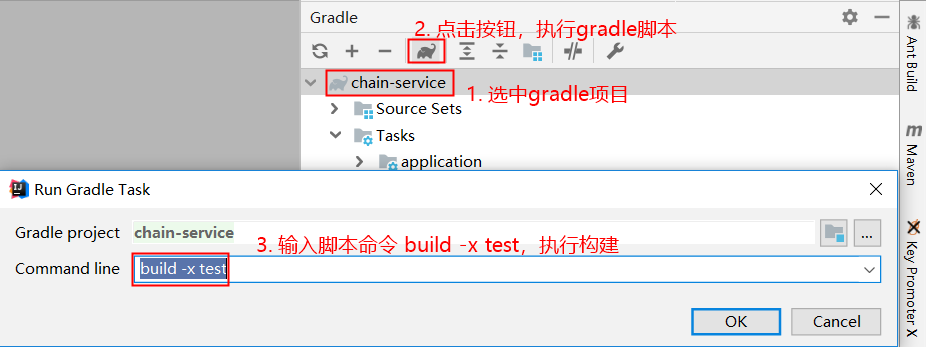 Gradle
2. 点击按钮，执行gradle脚本
chain-service
1. 选中gradle项目
Source Sets
Tasks
application
Run Gradle Task
Gradle project chain-service
...
3. 输入脚本命令 build -x test，执行构建
Command line build -x test
OK Cancel
Ant Build
m Maven
Key Promoter X